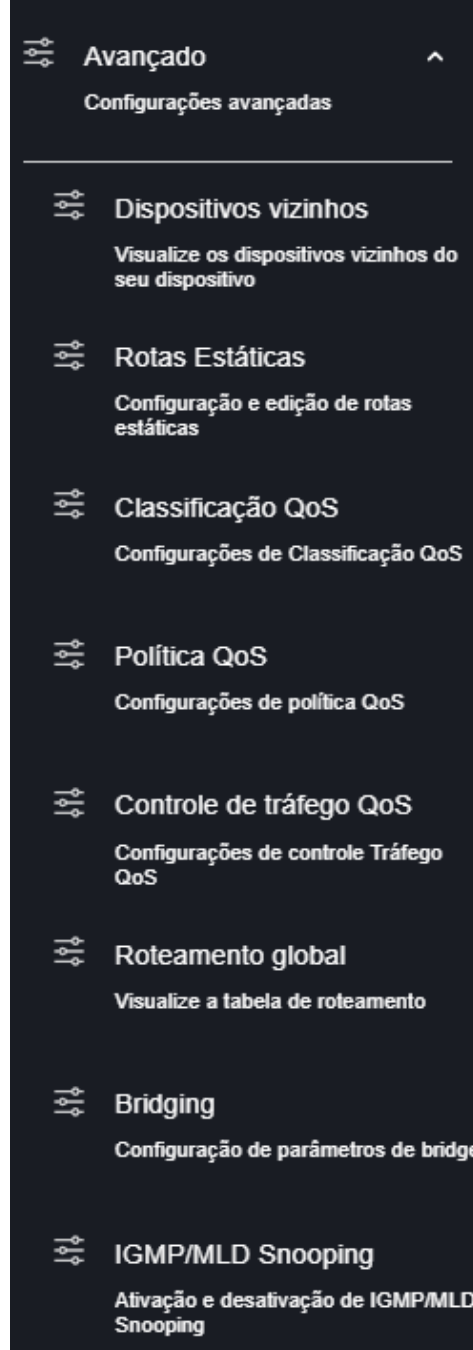 Avançado
Configurações avançadas
Dispositivos vizinhos
Visualize os dispositivos vizinhos do
seu dispositivo
Rotas Estáticas
Configuração e edição de rotas
estáticas
Classificação QoS
Configurações de Classificação QoS
Política QoS
Configurações de política QoS
Controle de tráfego QoS
Configurações de controle Tráfego
QoS
Roteamento global
Visualize a tabela de roteamento
Bridging
Configuração de parâmetros de bridge
IGMP/MLD Snooping
Ativação e desativação de IGMP/MLD
Snooping